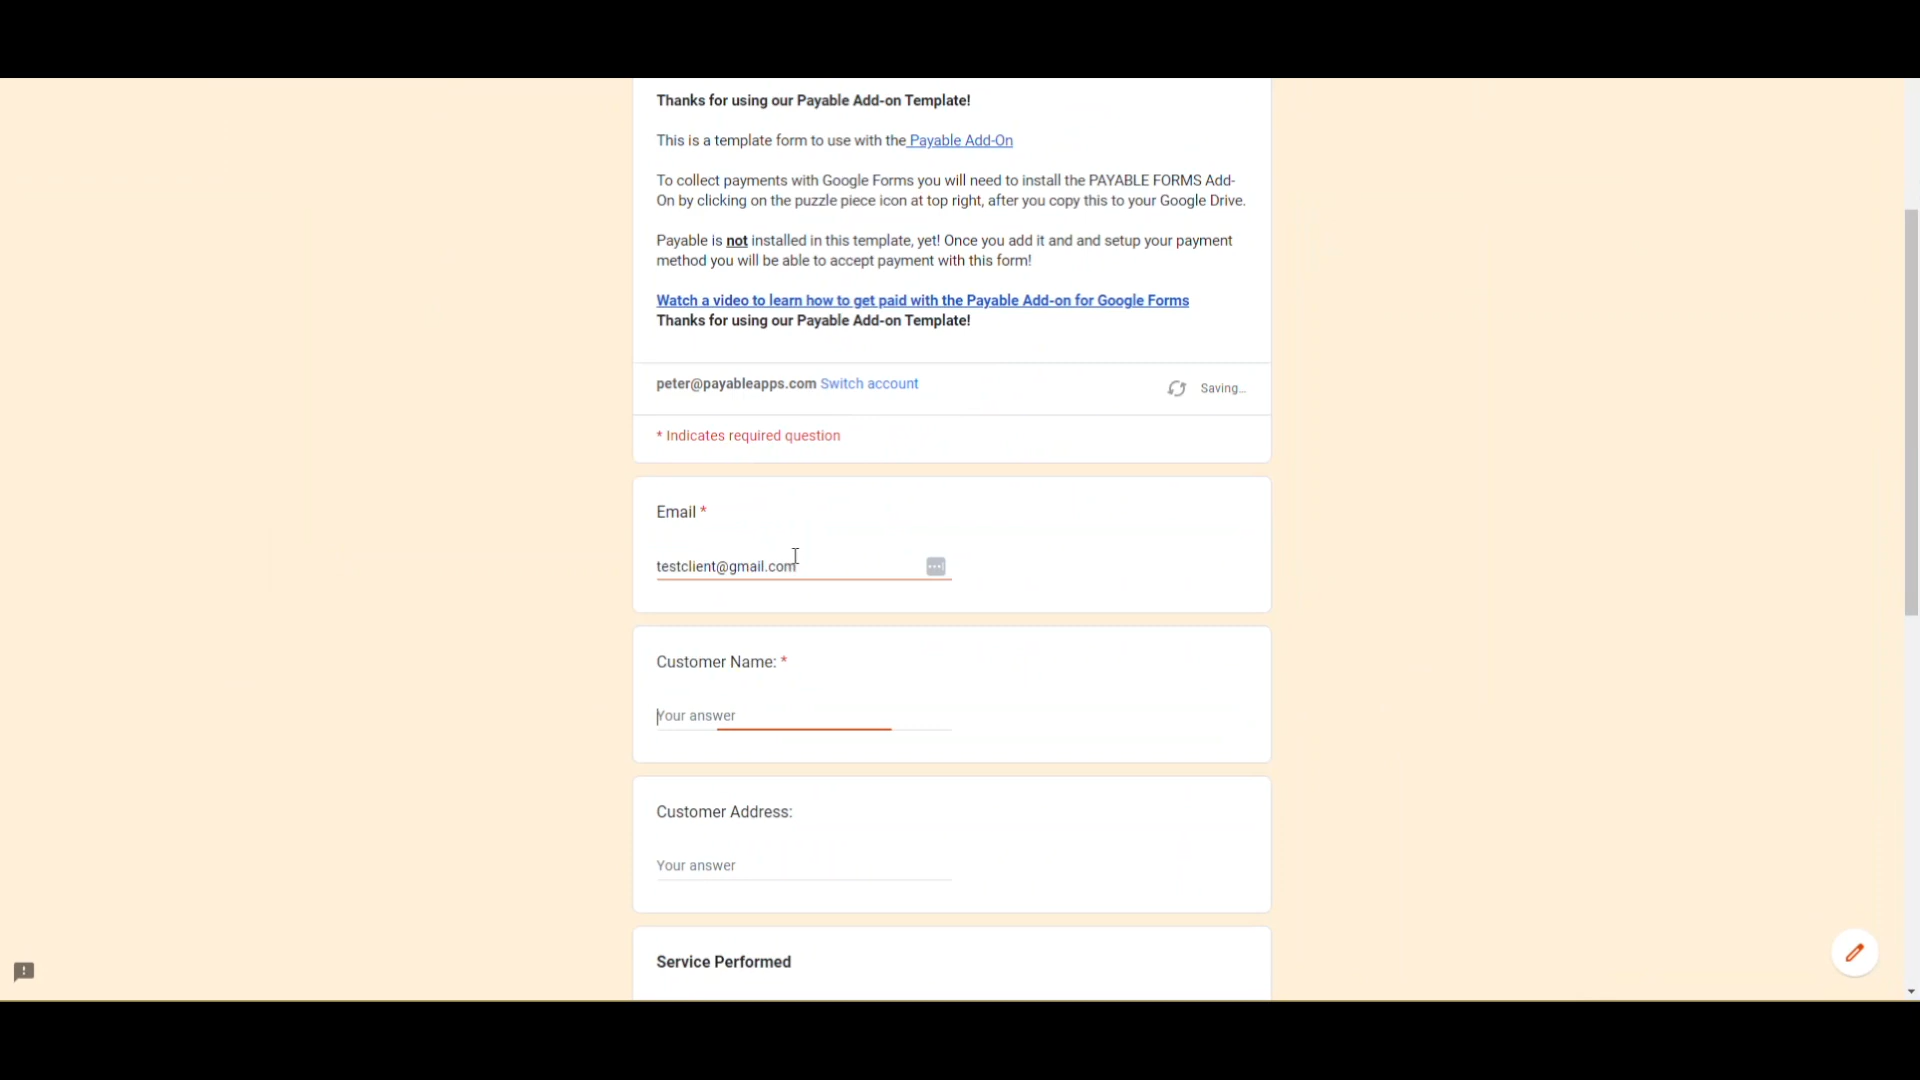 Thanks for using our Payable Add-on Template!
This is a template form to use with the Payable Add-On
To collect payments with Google Forms you will need to install the PAYABLE FORMS Add-
On by clicking on the puzzle piece icon at top right, after you copy this to your Google Drive.
Payable is not installed in this template, yet! Once you add it and and setup your payment
method you will be able to accept payment with this form!
Watch a video to learn how to get paid with the Payable Add-on for Google Forms
Thanks for using our Payable Add-on Template!
peter@payableapps.com Switch account
Saving...
* Indicates required question
Email *
testclient@gmail.com
Customer Name: *
Your answer
Customer Address:
Your answer
Service Performed